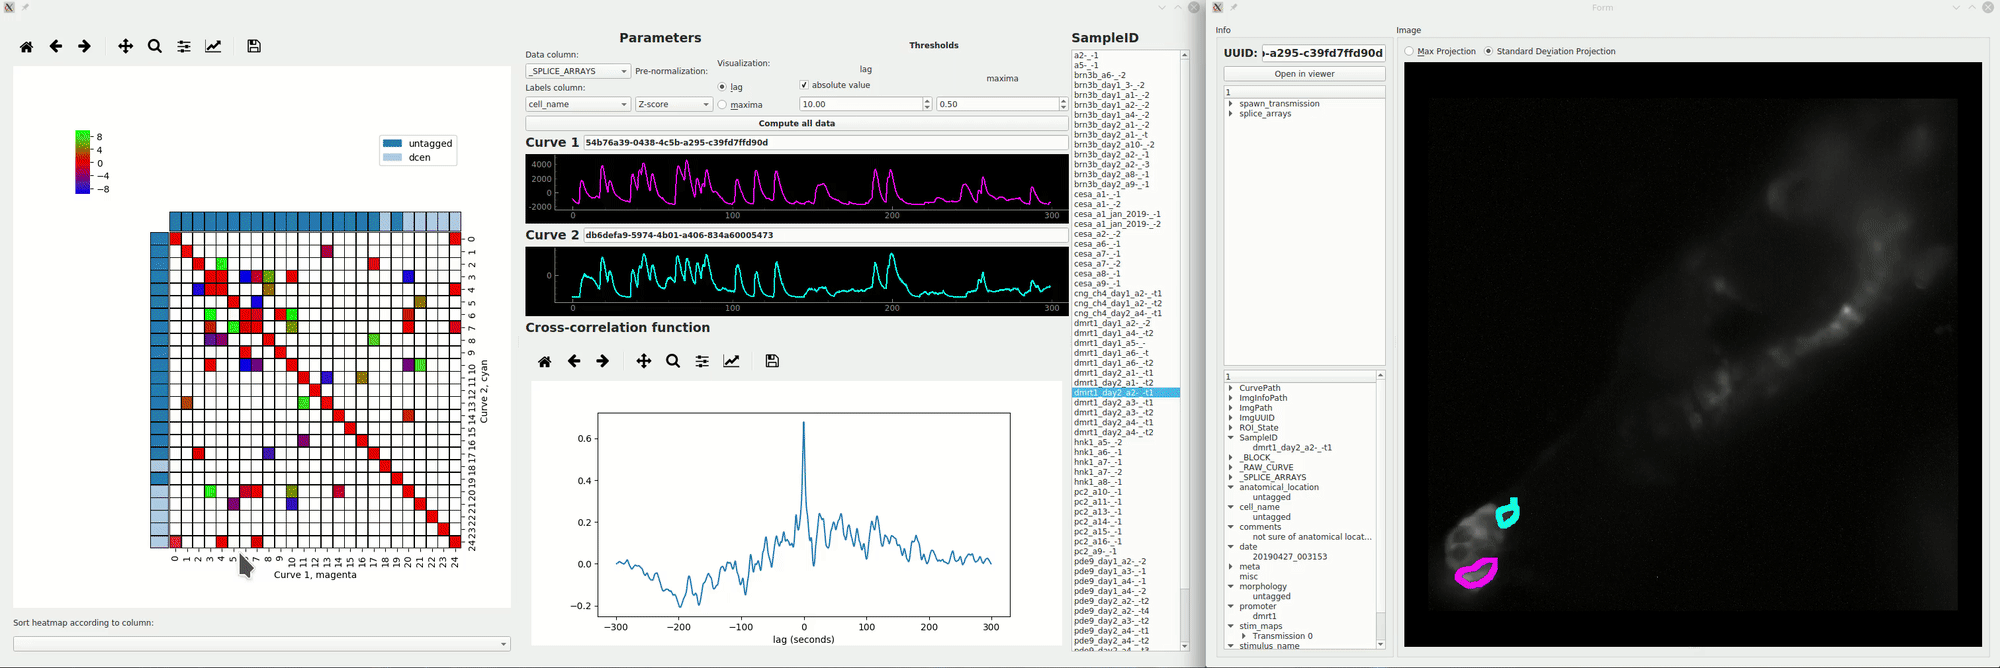 Parameters
Data column:
_SPLICE_ARRAYS
Pre-normalization:
Labels column:
cell_name
Z-score
Visualization:
lag
maxima
Thresholds
lag
absolute value
maxima
10.00
0.50
Compute all data
Curve 1
54b76a39-0438-4c5b-a295-c39fd7ffd90d
4000
2000
0
−2000
0
100
200
300
Curve 2
db6defa9-5974-4b01-a406-834a60005473
0
0
100
200
300
Cross-correlation function
0.6
0.4
0.2
0.0
−0.2
−300
−200
−100
0
100
200
300
lag (seconds)
8
4
0
−4
−8
untagged
dcen
0
1
2
3
4
5
6
7
8
9
10
11
12
13
14
15
16
17
18
19
20
21
22
23
24
Curve 2, cyan
0
1
2
3
4
5
7
8
9
10
11
12
13
14
15
16
17
18
19
20
21
22
23
24
Curve 1, magenta
Sort heatmap according to column:
SampleID
a2-_-1
a5-_-1
brn3b_a6-_-2
brn3b_day1_3-_-2
brn3b_day1_a1-_-2
brn3b_day1_a2-_-2
brn3b_day1_a4-_-2
brn3b_day2_a1-_-2
brn3b_day2_a1-_-t
brn3b_day2_a10-_-2
brn3b_day2_a2-_-1
brn3b_day2_a2-_-3
brn3b_day2_a8-_-1
brn3b_day2_a9-_-1
cesa_a1-_-1
cesa_a1-_-2
cesa_a1_jan_2019-_-1
cesa_a1_jan_2019-_-2
cesa_a2-_-2
cesa_a6-_-1
cesa_a7-_-1
cesa_a7-_-2
cesa_a8-_-1
cesa_a9-_-1
cng_ch4_day1_a2-_-t1
cng_ch4_day1_a2-_-t2
cng_ch4_day2_a4-_-t1
dmrt1_day1_a2-_-2
dmrt1_day1_a4-_-t2
dmrt1_day1_a5-_-
dmrt1_day1_a6-_-t
dmrt1_day1_a6-_-t2
dmrt1_day2_a1-_-t1
dmrt1_day2_a1-_-t2
dmrt1_day2_a2-_-t1
dmrt1_day2_a3-_-t1
dmrt1_day2_a3-_-t2
dmrt1_day2_a4-_-t1
dmrt1_day2_a4-_-t2
hnk1_a5-_-2
hnk1_a6-_-1
hnk1_a7-_-1
hnk1_a7-_-2
hnk1_a8-_-1
pc2_a10-_-1
pc2_a11-_-1
pc2_a13-_-1
pc2_a14-_-1
pc2_a15-_-1
pc2_a16-_-1
pc2_a9-_-1
pde9_day1_a2-_-2
pde9_day1_a3-_-1
pde9_day1_a4-_-1
pde9_day1_a4-_-2
pde9_day2_a2-_-t2
pde9_day2_a2-_-t4
pde9_day2_a3-_-t2
pde9_day2_a4-_-t1
pde9_day2_a4-_-t2
pde9_day2_a4-_-t3
Form
Info
UUID:
-a295-c39fd7ffd90d
Open in viewer
1
spawn_transmission
splice_arrays
1
CurvePath
ImgInfoPath
ImgPath
ImgUUID
ROI_State
SampleID
dmrt1_day2_a2-_-t1
_BLOCK_
_RAW_CURVE
_SPLICE_ARRAYS
anatomical_location
untagged
cell_name
untagged
comments
not sure of anatomical locat...
date
20190427_003153
meta
misc
morphology
untagged
promoter
dmrt1
stim_maps
Transmission 0
stimulus_name
Image
Max Projection
Standard Deviation Projection